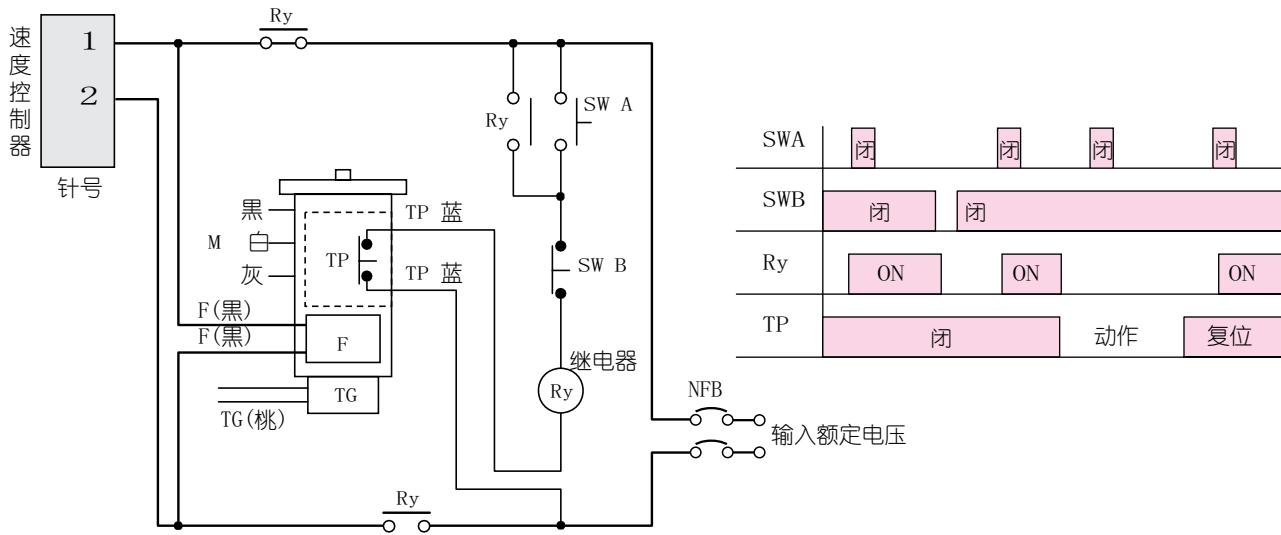 Ry
速度控制器
1
2
针号
Ry
SW A
黑
M 白
灰
TP
TP 蓝
TP 蓝
SW B
F(黑)
F(黑)
F
继电器
Ry
TG
TG(桃)
NFB
输入额定电压
Ry
SWA
闭
闭
闭
闭
SWB
闭
闭
Ry
ON
ON
ON
TP
闭
动作
复位